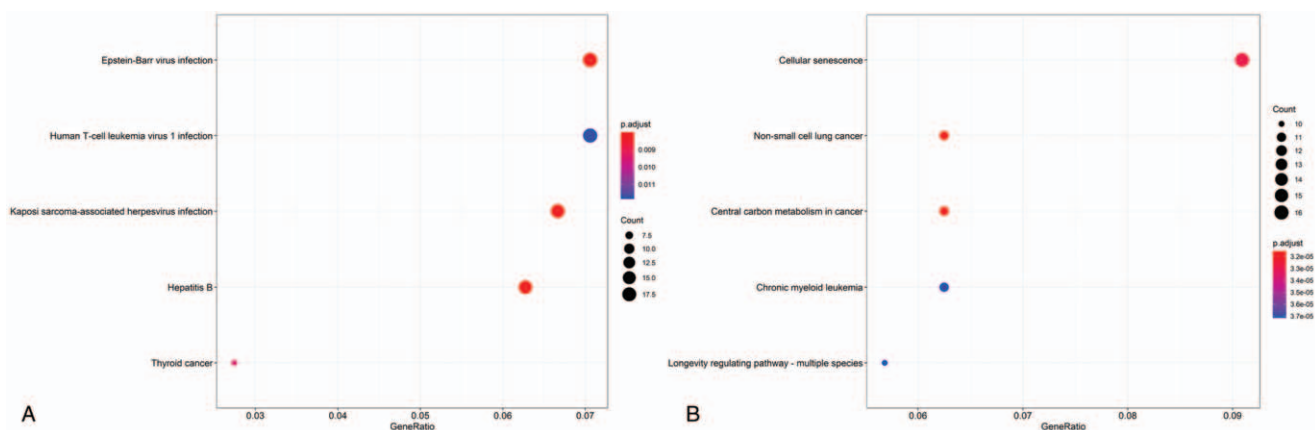 Epstein-Barr virus infection
Human T-cell leukemia virus 1 infection
Kaposi sarcoma-associated herpesvirus infection
Hepatitis B
Thyroid cancer
0.03 0.04 0.05 0.06 0.07
GeneRatio
A
p.adjust
0.009
0.010
0.011
Count
7.5
10.0
12.5
15.0
17.5
Cellular senescence
Non-small cell lung cancer
Central carbon metabolism in cancer
Chronic myeloid leukemia
Longevity regulating pathway - multiple species
0.06 0.07 0.08 0.09
GeneRatio
B
Count
10
11
12
13
14
15
16
p.adjust
3.2e-05
3.3e-05
3.4e-05
3.5e-05
3.6e-05
3.7e-05